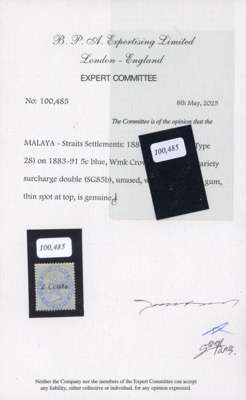 B. P. A. Expertising Limited
London - England
EXPERT COMMITTEE
No: 100,485
8th May, 2025
The Committee is of the opinion that the
MALAYA - Straits Settlements: 188 Type
100,485
28) on 1883-91 5c blue, Wmk Cro ariety
surcharge double (SG85b), unused, w gum,
thin spot at top, is genuine.
100,485
2 Cents
Neither the Company nor the members of the Expert Committee can accept
any liability, either collective or individual, for any opinion expressed.